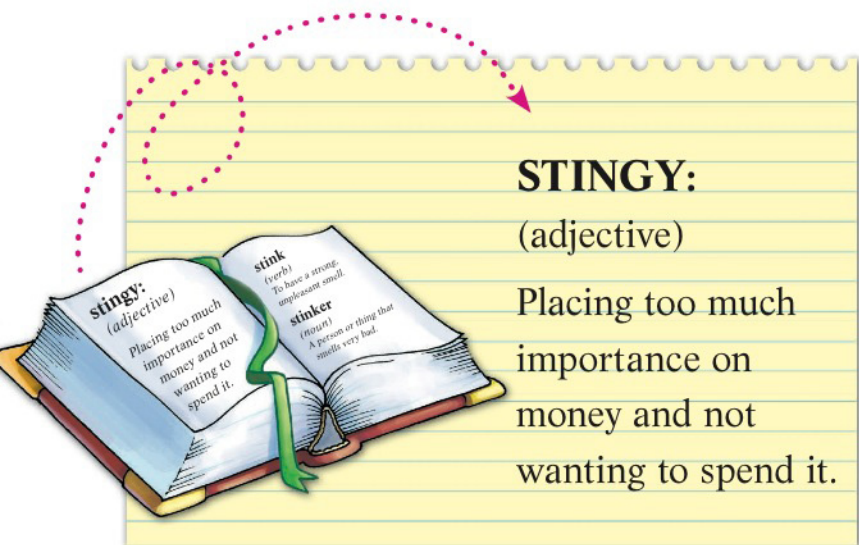 stingy:
(adjective)
Placing too much
importance on
money and not
wanting to
spend it.
stink
(verb)
To have a strong,
unpleasant smell.
stinker
(noun)
A person or thing that
smells very bad.
STINGY:
(adjective)
Placing too much
importance on
money and not
wanting to spend it.